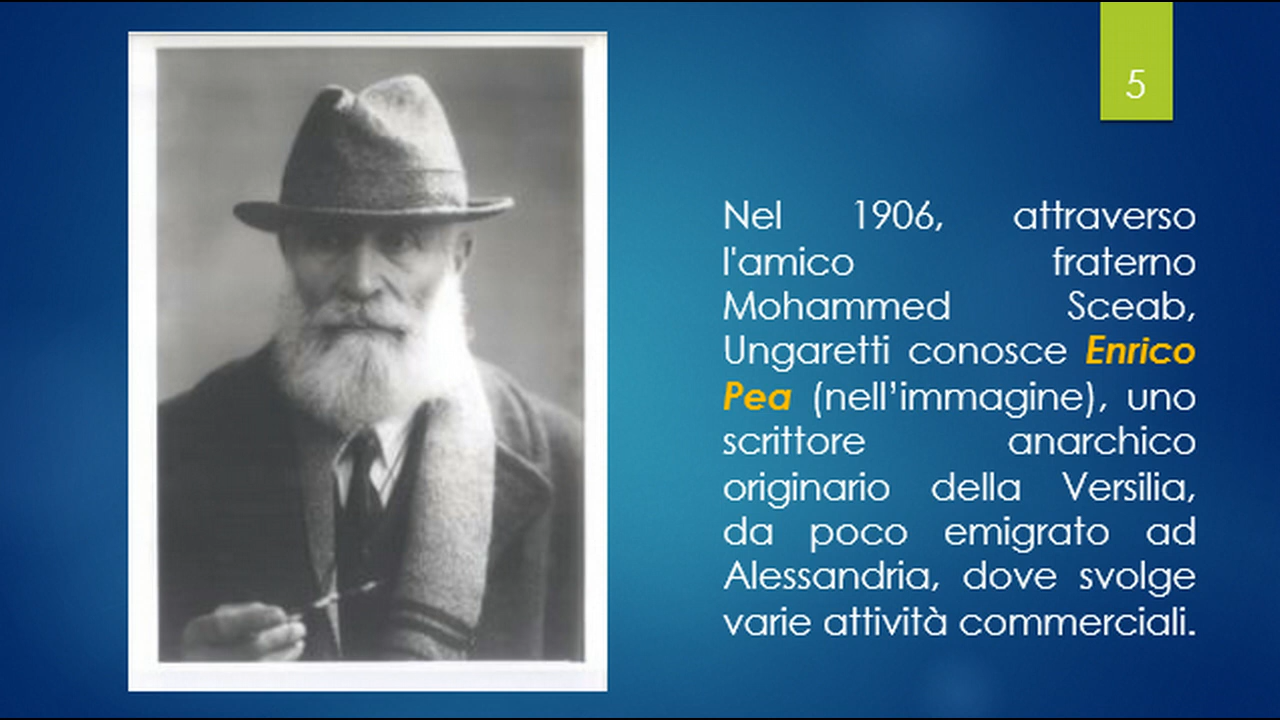 5
Nel 1906, attraverso
l'amico fraterno
Mohammed Sceab,
Ungaretti conosce Enrico
Pea (nell’immagine), uno
scrittore anarchico
originario della Versilia,
da poco emigrato ad
Alessandria, dove svolge
varie attività commerciali.